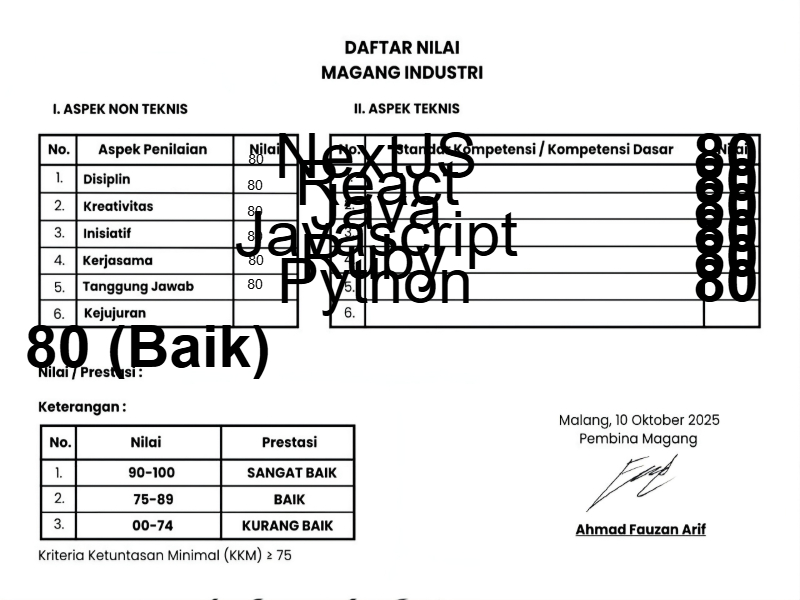 DAFTAR NILAI
MAGANG INDUSTRI
I. ASPEK NON TEKNIS
II. ASPEK TEKNIS
No. Aspek Penilaian Nilai
80
1. Disiplin 80
2. Kreativitas 80
3. Inisiatif 80
4. Kerjasama 80
5. Tanggung Jawab 80
6. Kejujuran
No. Standar Kompetensi / Kompetensi Dasar Nilai
NextJS 80
React 80
2. Java 80
3. Javascript 80
4. Ruby 80
5. Python 80
6.
80 (Baik)
Nilai / Prestasi :
Keterangan :
No. Nilai Prestasi
1. 90-100 SANGAT BAIK
2. 75-89 BAIK
3. 00-74 KURANG BAIK
Kriteria Ketuntasan Minimal (KKM) ≥ 75
Malang, 10 Oktober 2025
Pembina Magang
Ahmad Fauzan Arif